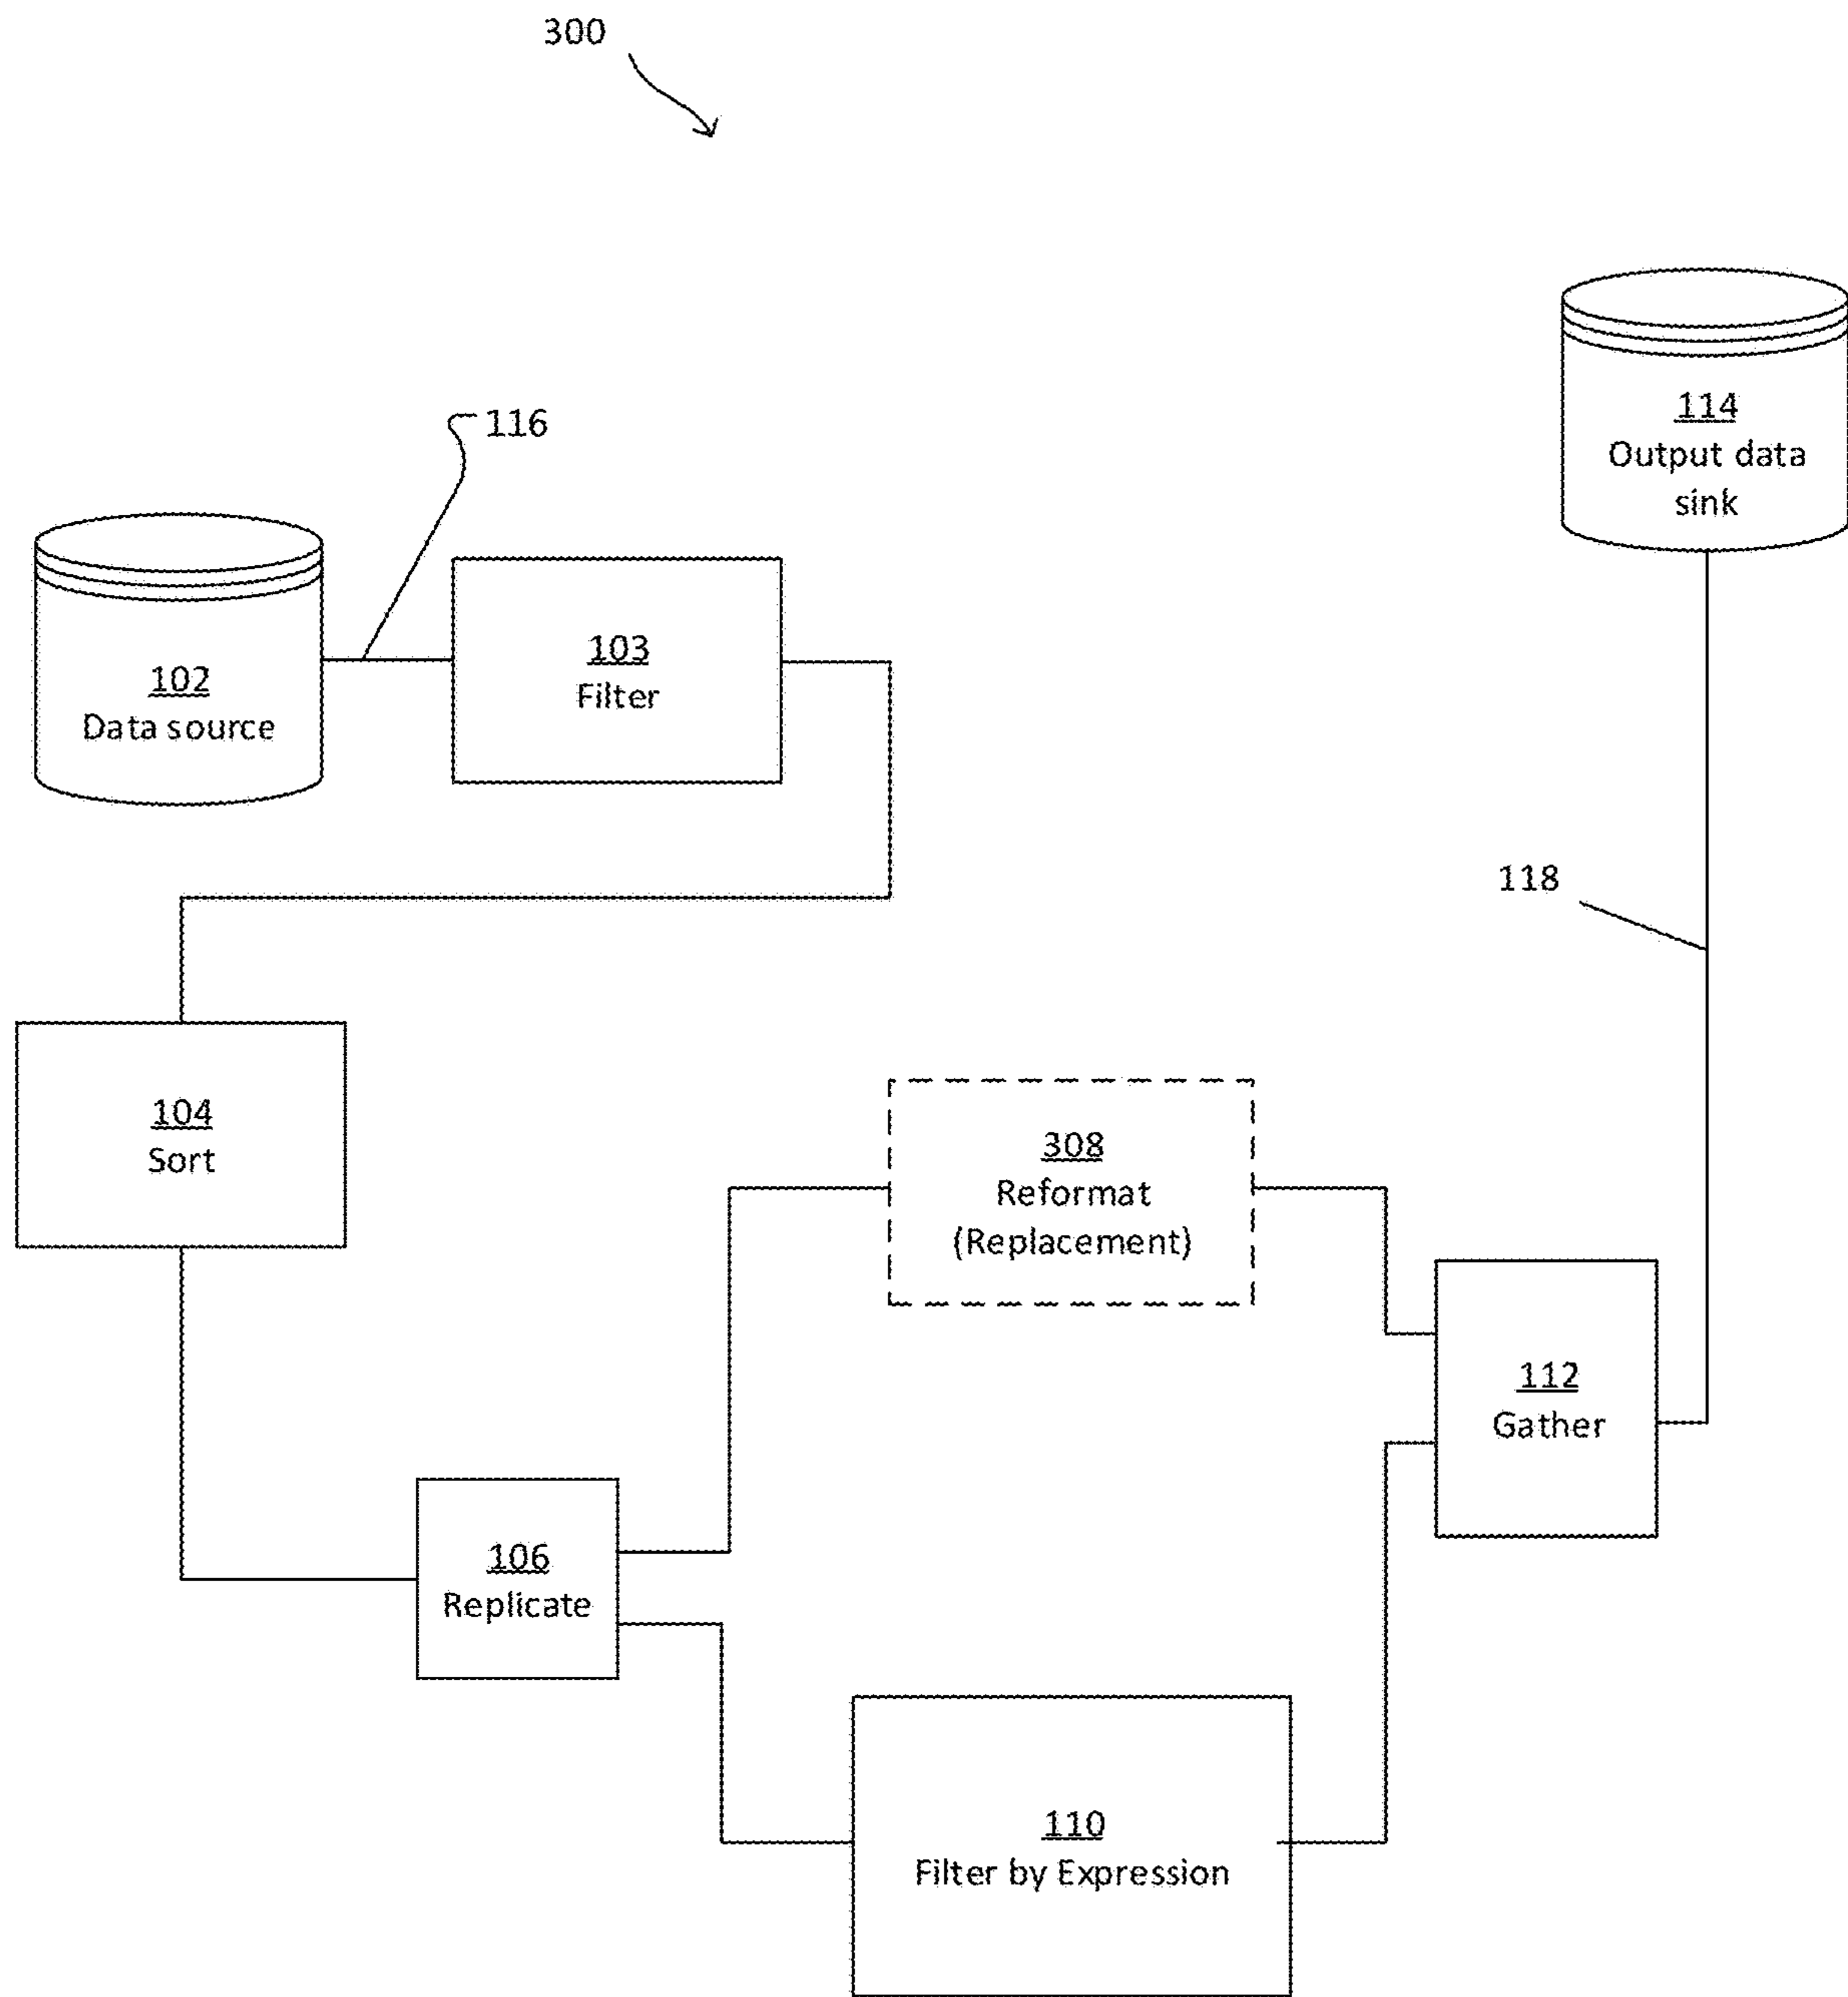 300
114
Output data
sink
116
103
Filter
102
Data source
118
104
Sort
308
Reformat
(Replacement)
112
Gather
106
Replicate
110
Filter by Expression